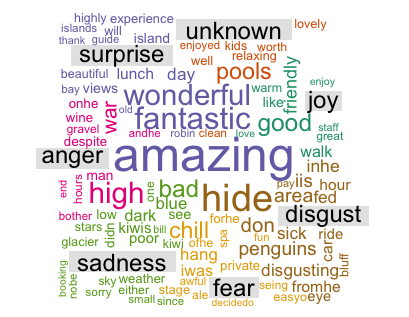 highly experience unknown lovely
islands will
thank guide island enjoyed kids worth
surprise well relaxing
beautiful lunch day pools friendly enjoy
bay views wonderful warm joy
onhe old like
wine war fantastic good staff
gravel great
despite andhe robin clean love walk
anger amazing inhe
end hours man high one bad hide pay iis hour
area fed
bother low dark blue see disgust
stars didn kiwis chill forhe don sick ride
glacier poor kiwj ofhe spa fun penguins car
sadness hang private disgusting bluff
booking nobe sky weather iwas awful fear seing fromhe
sorry either stage ale easyo eye
small since decidedo